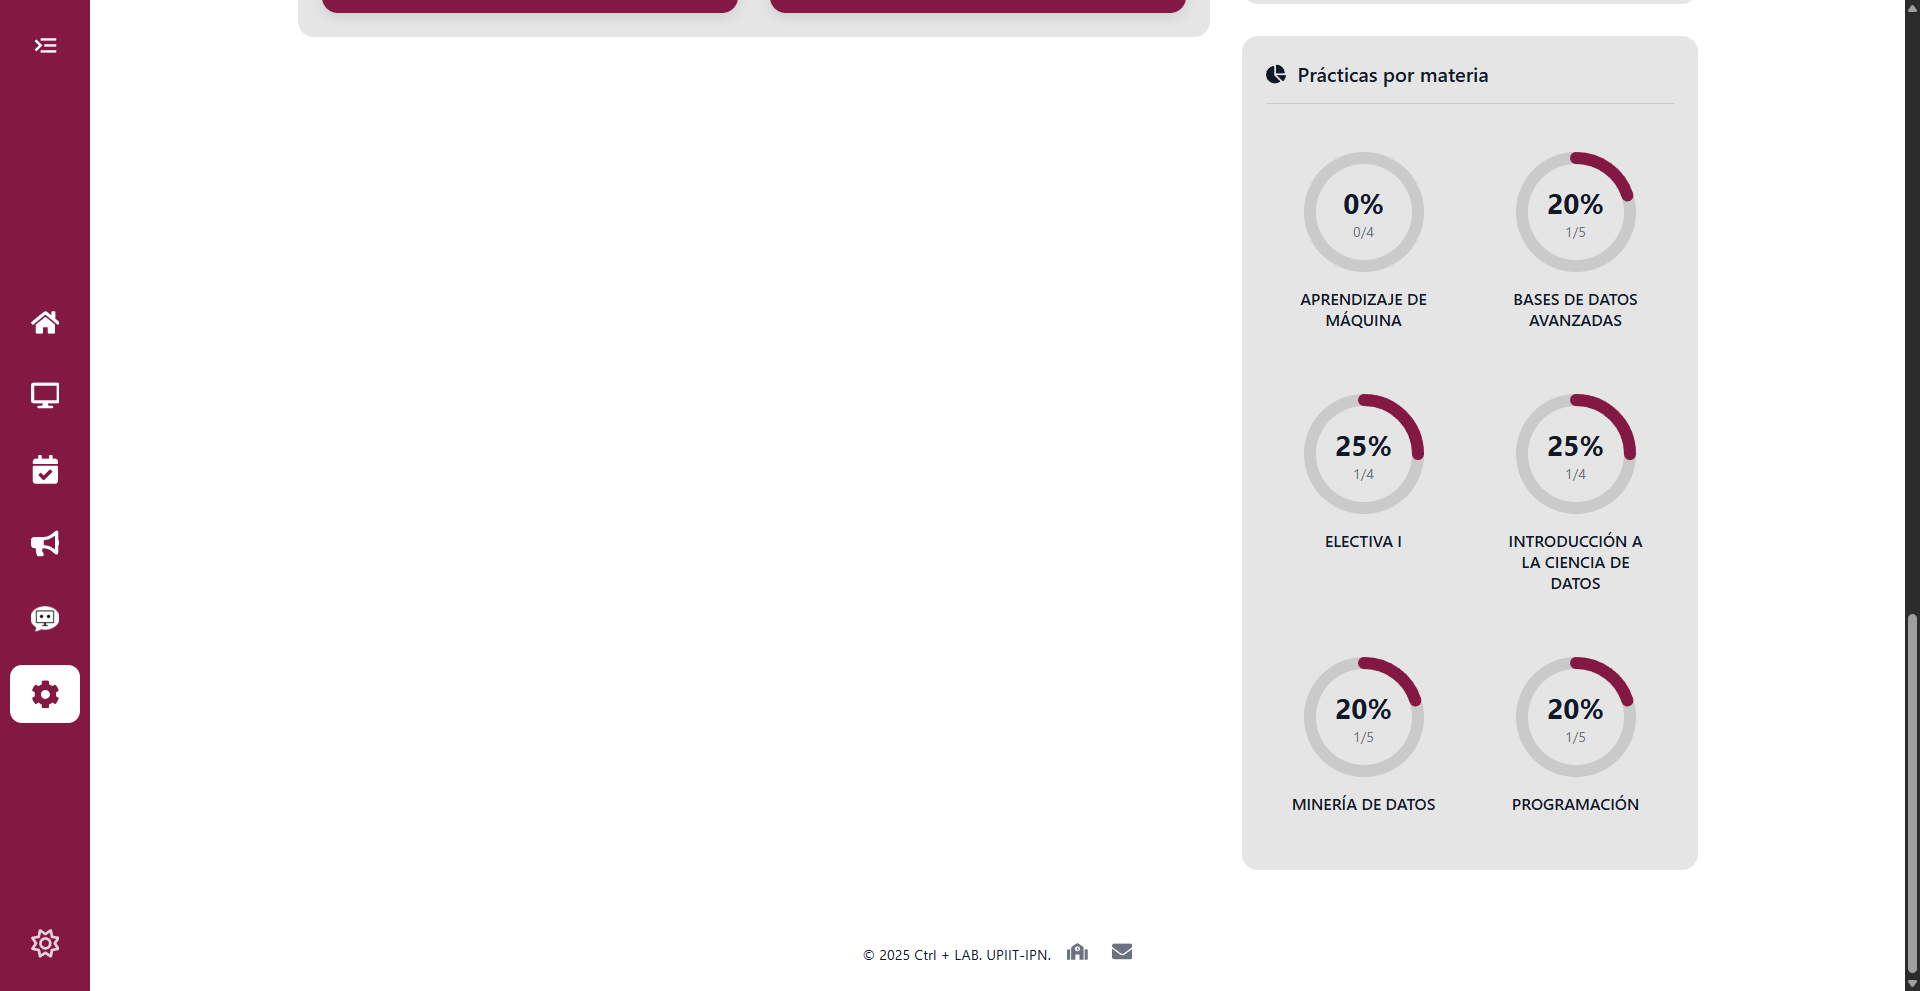 Prácticas por materia
0%
0/4
APRENDIZAJE DE
MÁQUINA
20%
1/5
BASES DE DATOS
AVANZADAS
25%
1/4
ELECTIVA I
25%
1/4
INTRODUCCIÓN A
LA CIENCIA DE
DATOS
20%
1/5
MINERÍA DE DATOS
20%
1/5
PROGRAMACIÓN
© 2025 Ctrl + LAB. UPIIT-IPN.